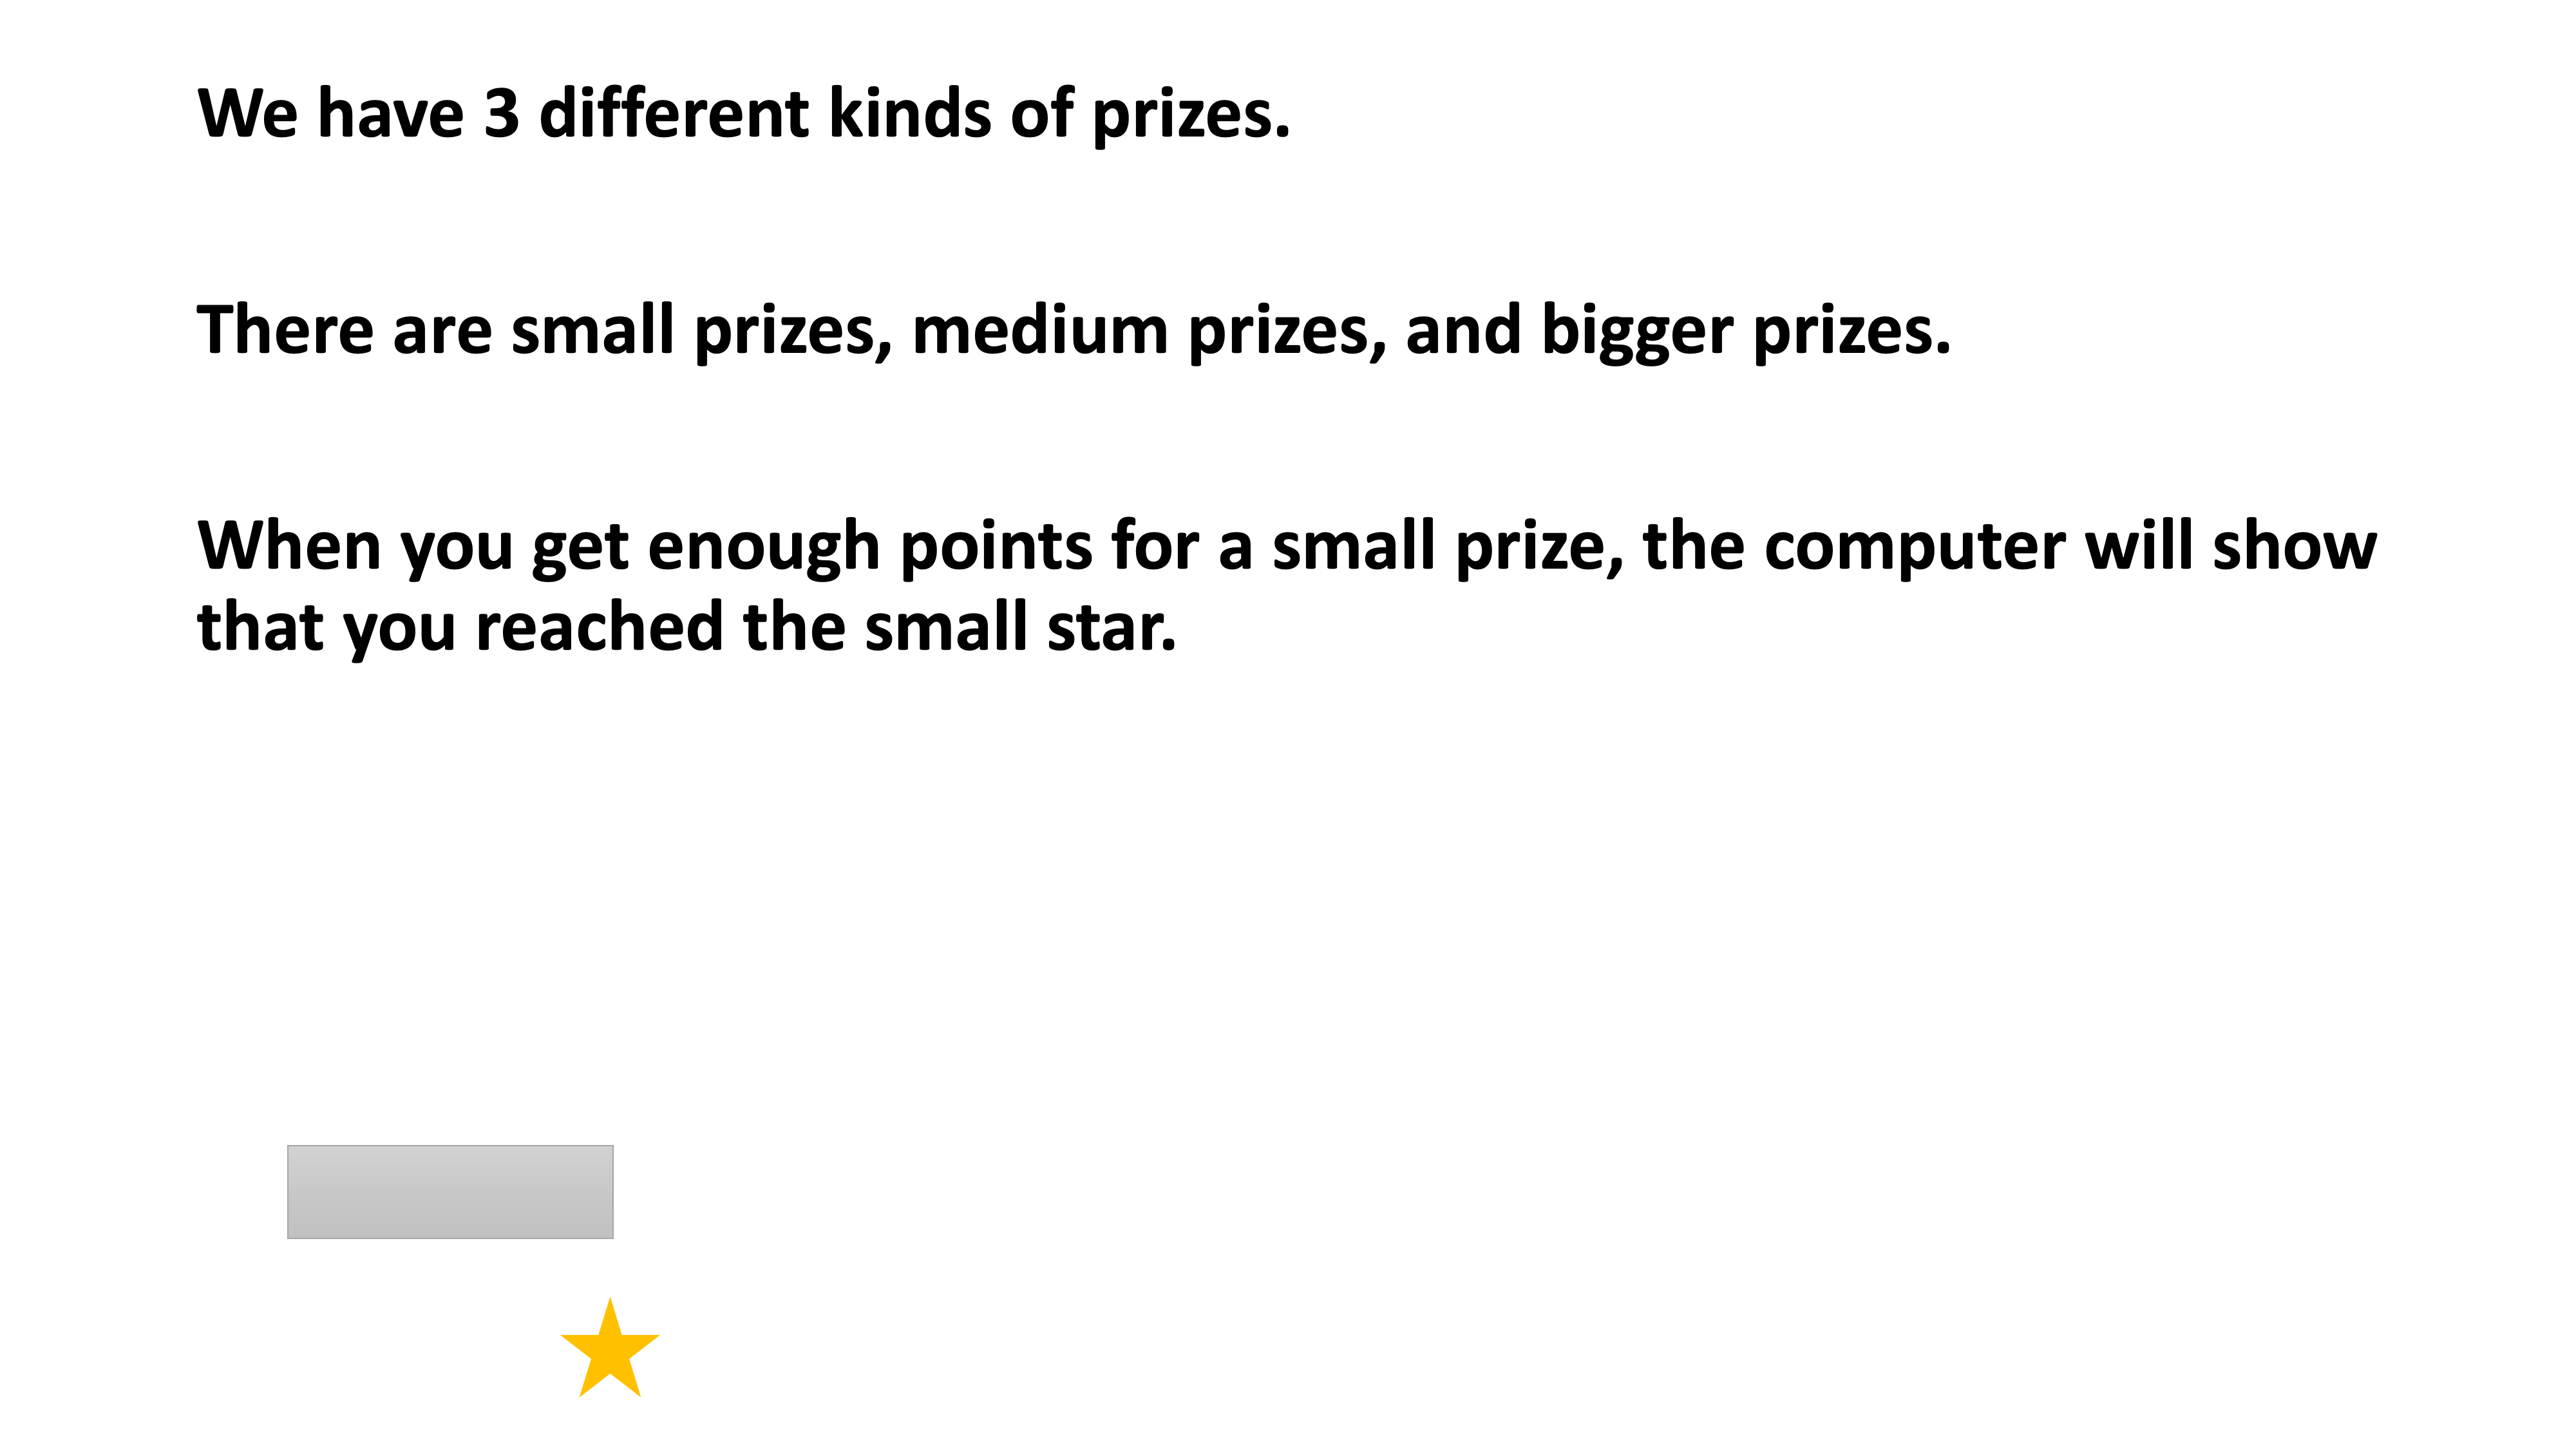 We have 3 different kinds of prizes.
There are small prizes, medium prizes, and bigger prizes.
When you get enough points for a small prize, the computer will show
that you reached the small star.